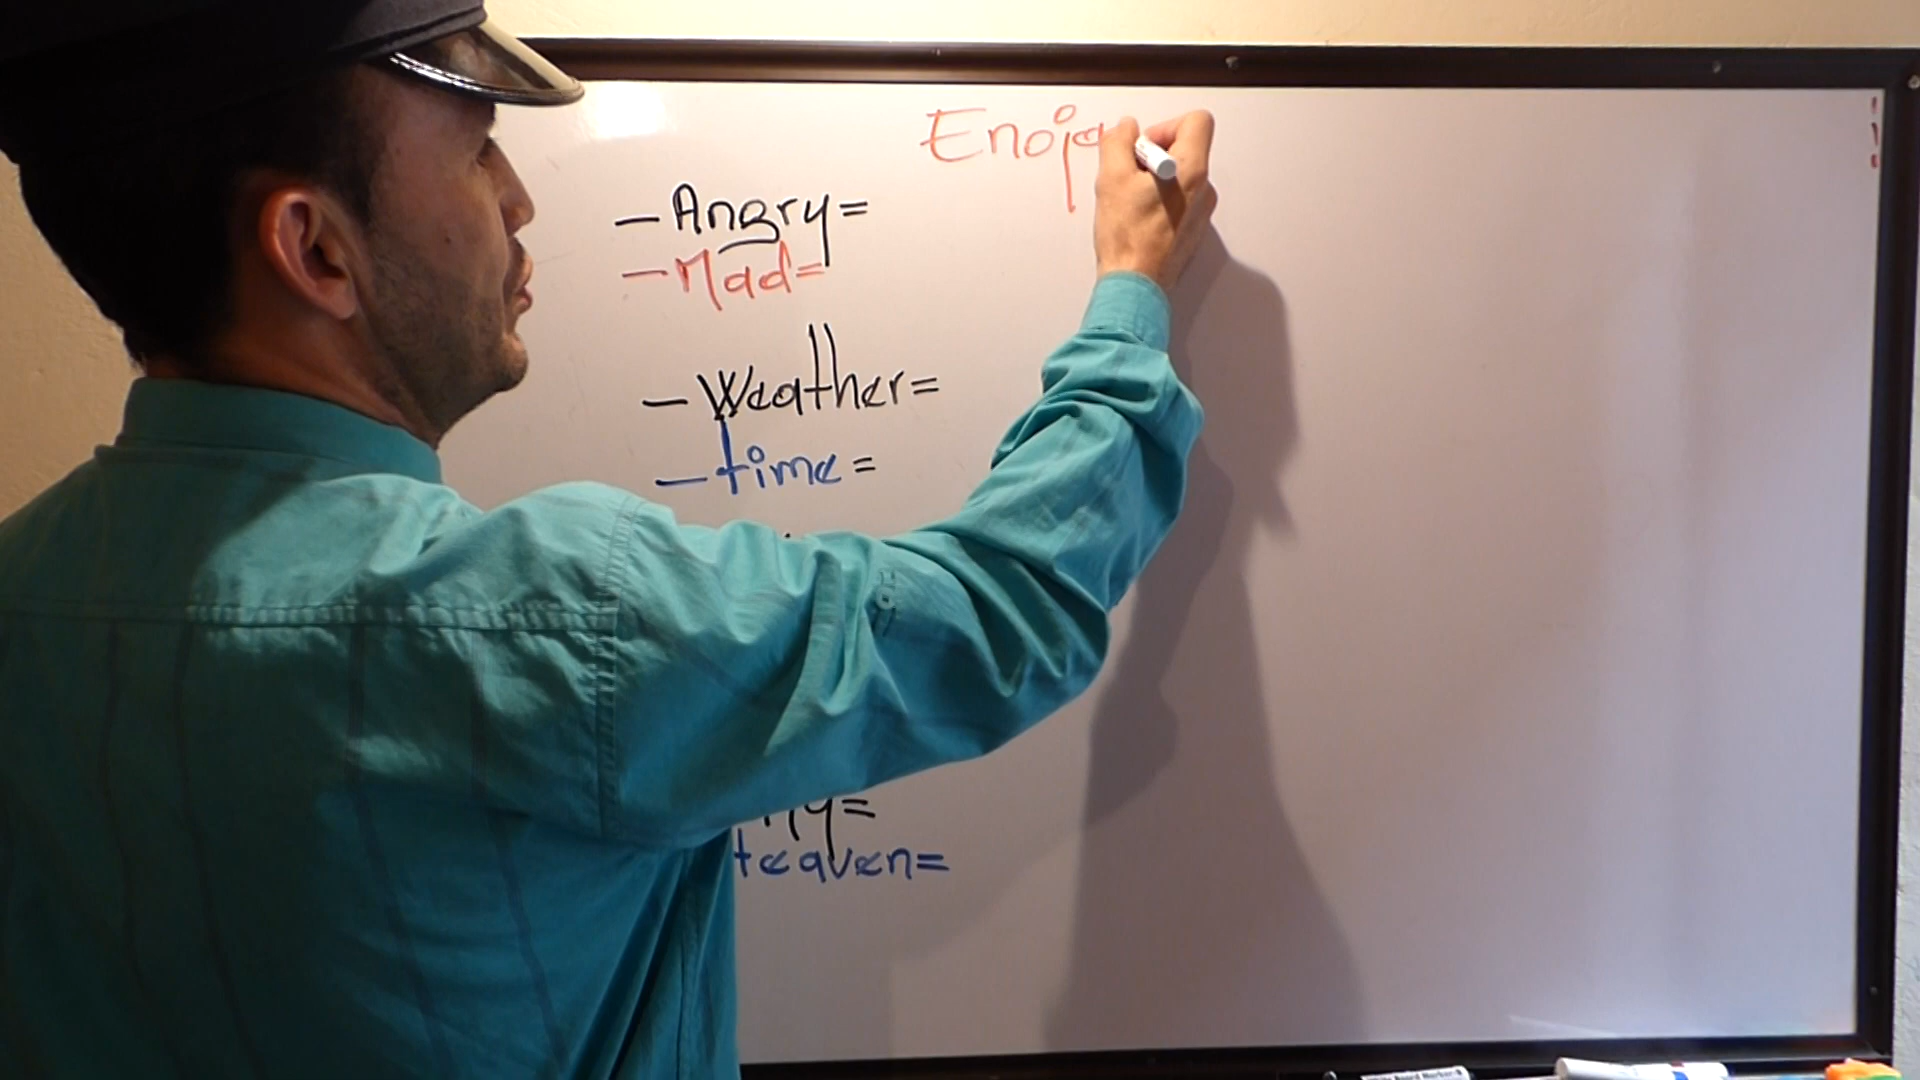 Enoja
- Angry=
- Mad=
- Weather=
- time=
Heaven=